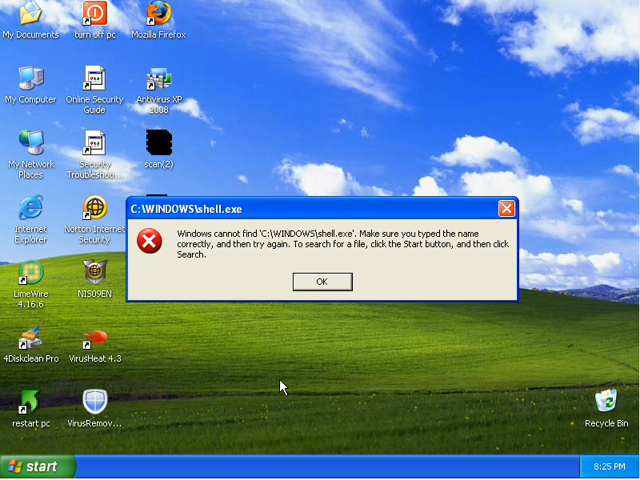 My Documents
turn off pc
Mozilla Firefox
My Computer
Online Security
Guide
Antivirus XP
2008
My Network
Places
Security
Troubleshoo...
scan(2)
Internet
Explorer
Norton Internet
Security
LimeWire
4.16.6
NIS09EN
4Diskclean Pro
VirusHeat 4.3
restart pc
VirusRemov...
C:\WINDOWS\shell.exe
Windows cannot find 'C:\WINDOWS\shell.exe'. Make sure you typed the name
correctly, and then try again. To search for a file, click the Start button, and then click
Search.
OK
Recycle Bin
start
8:25 PM